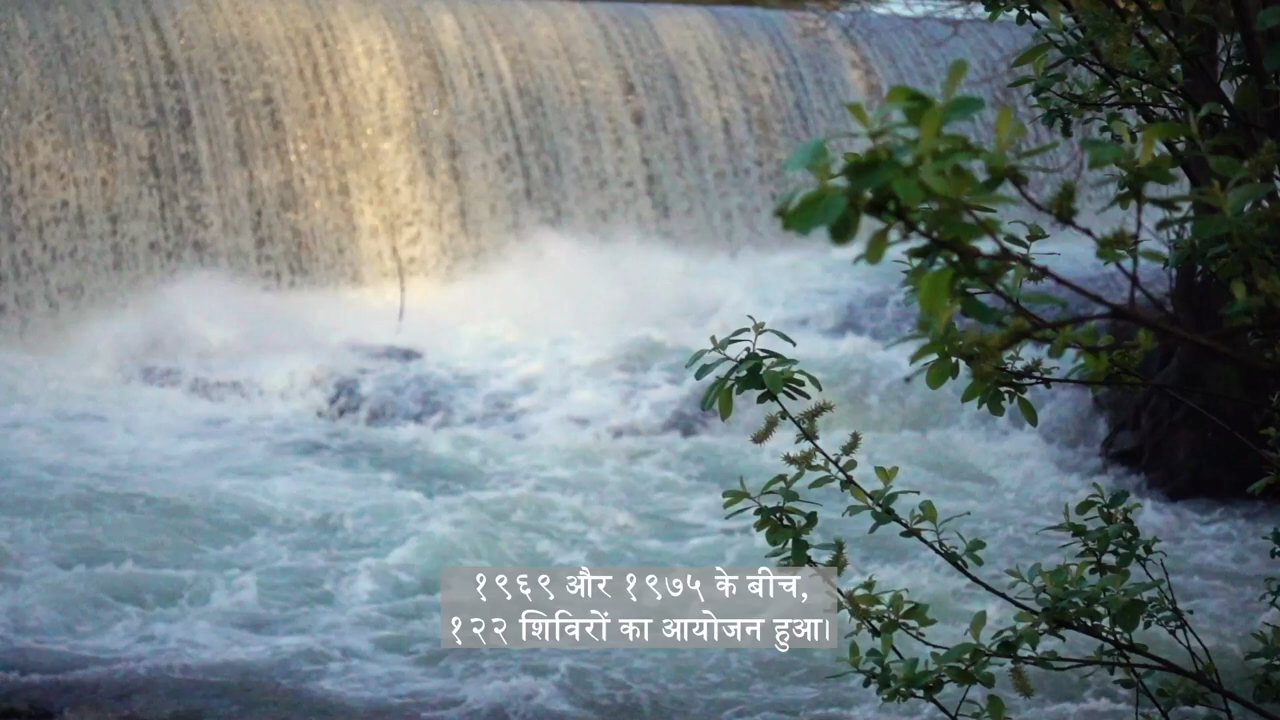 १९६९ और १९७५ के बीच,
१२२ शिविरों का आयोजन हुआ।